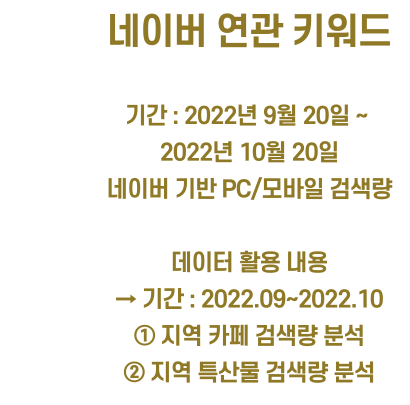 네이버 연관 키워드
기간 : 2022년 9월 20일 ~
2022년 10월 20일
네이버 기반 PC/모바일 검색량
데이터 활용 내용
→ 기간 : 2022.09~2022.10
① 지역 카페 검색량 분석
② 지역 특산물 검색량 분석